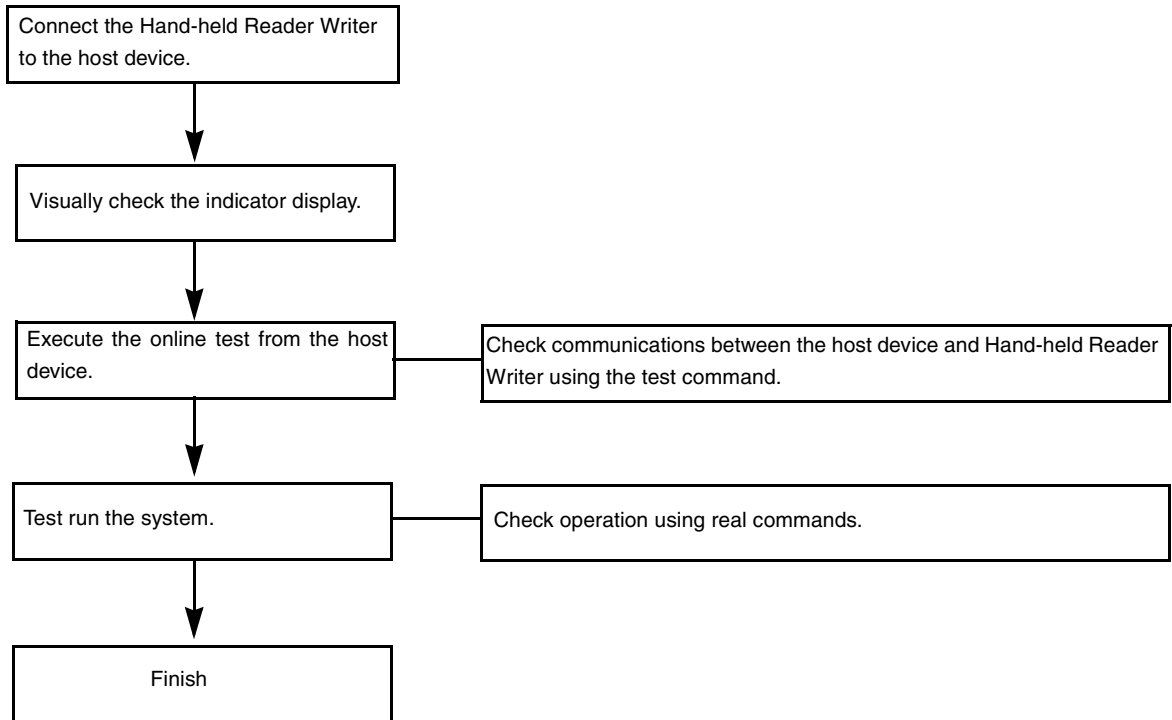 Connect the Hand-held Reader Writer
to the host device.
Visually check the indicator display.
Execute the online test from the host
device.
Check communications between the host device and Hand-held Reader
Writer using the test command.
Test run the system.
Check operation using real commands.
Finish